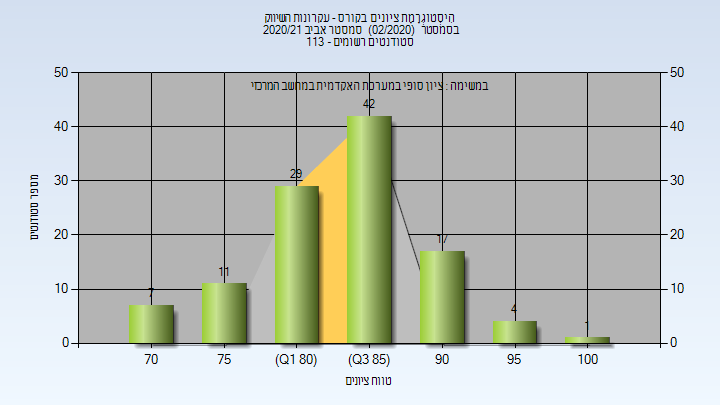 היסטוגרמת ציונים בקורס - עקרונות השיווק
בסמסטר (02/2020) סמסטר אביב 2020/21
סטודנטים רשומים - 113
במשימה : ציון סופי במערכת האקדמית במחשב המרכזי
50 50
40 40
30 30
20 20
10 10
0 0
מספר סטודנטים
7 11 29 42 17 4 1
70 75 (Q1 80) (Q3 85) 90 95 100
טווח ציונים